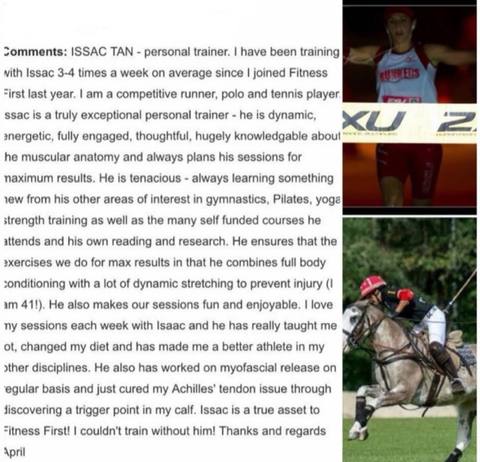 Comments: ISSAC TAN - personal trainer. I have been training
with Issac 3-4 times a week on average since I joined Fitness
First last year. I am a competitive runner, polo and tennis player
Issac is a truly exceptional personal trainer - he is dynamic,
energetic, fully engaged, thoughtful, hugely knowledgable about
he muscular anatomy and always plans his sessions for
maximum results. He is tenacious - always learning something
new from his other areas of interest in gymnastics, Pilates, yoga
strength training as well as the many self funded courses he
attends and his own reading and research. He ensures that the
exercises we do for max results in that he combines full body
conditioning with a lot of dynamic stretching to prevent injury (I
am 41!). He also makes our sessions fun and enjoyable. I love
my sessions each week with Isaac and he has really taught me
ot, changed my diet and has made me a better athlete in my
other disciplines. He also has worked on myofascial release on
regular basis and just cured my Achilles' tendon issue through
discovering a trigger point in my calf. Issac is a true asset to
Fitness First! I couldn't train without him! Thanks and regards
April
XU 2